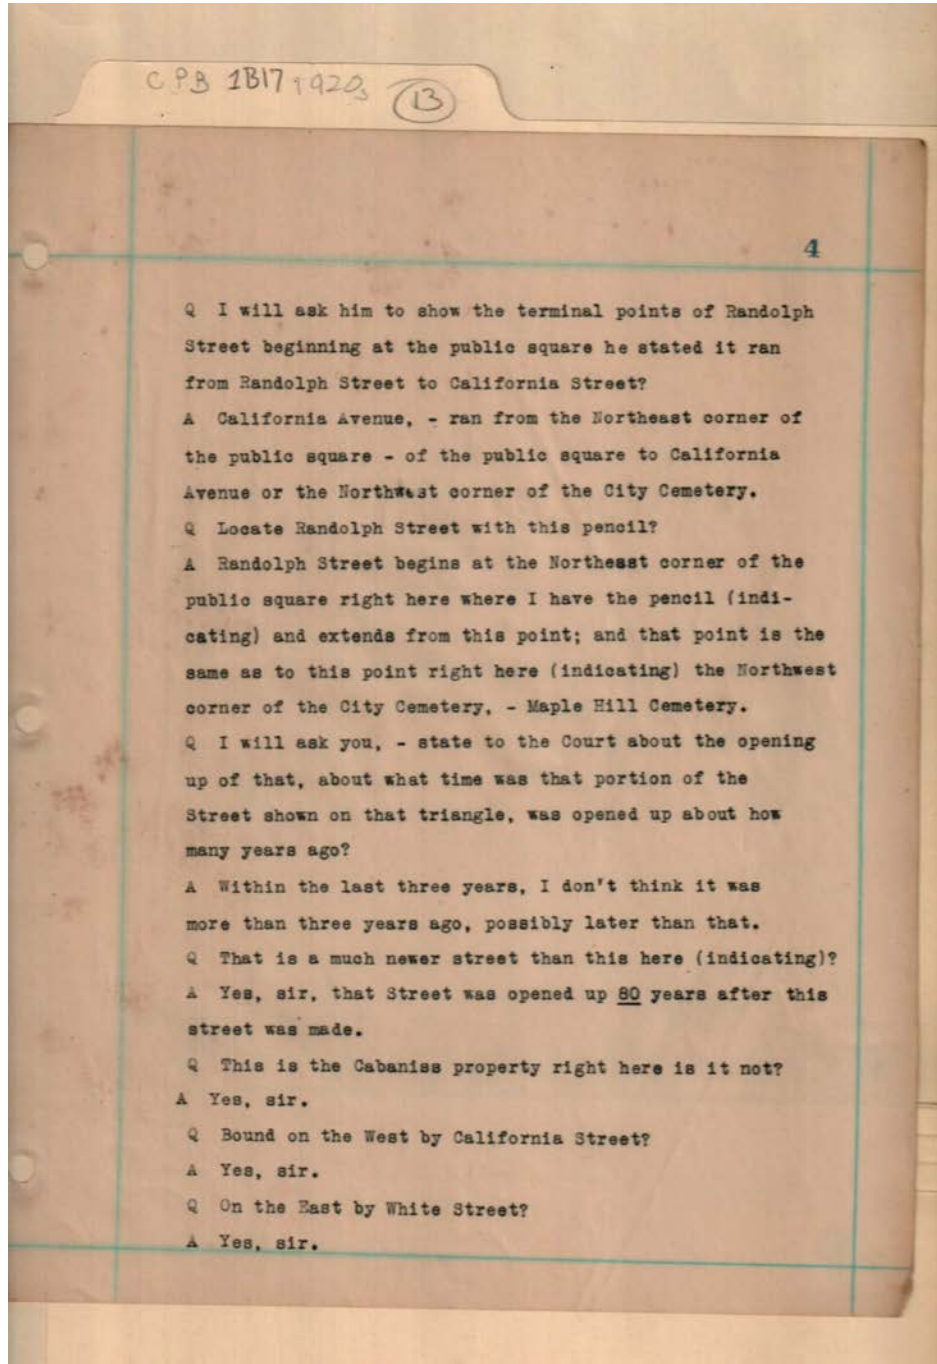 CPB 1B17 1920s 13
4
Q I will ask him to show the terminal points of Randolph
Street beginning at the public square he stated it ran
from Randolph Street to California Street?
A California Avenue, - ran from the Northeast corner of
the public square - of the public square to California
Avenue or the Northwest corner of the City Cemetery.
Q Locate Randolph Street with this pencil?
A Randolph Street begins at the Northeast corner of the
public square right here where I have the pencil (indi-
cating) and extends from this point; and that point is the
same as to this point right here (indicating) the Northwest
corner of the City Cemetery, - Maple Hill Cemetery.
Q I will ask you, - state to the Court about the opening
up of that, about what time was that portion of the
Street shown on that triangle, was opened up about how
many years ago?
A Within the last three years, I don't think it was
more than three years ago, possibly later than that.
Q That is a much newer street than this here (indicating)?
A Yes, sir, that Street was opened up 80 years after this
street was made.
Q This is the Cabaniss property right here is it not?
A Yes, sir.
Q Bound on the West by California Street?
A Yes, sir.
Q On the East by White Street?
A Yes, sir.